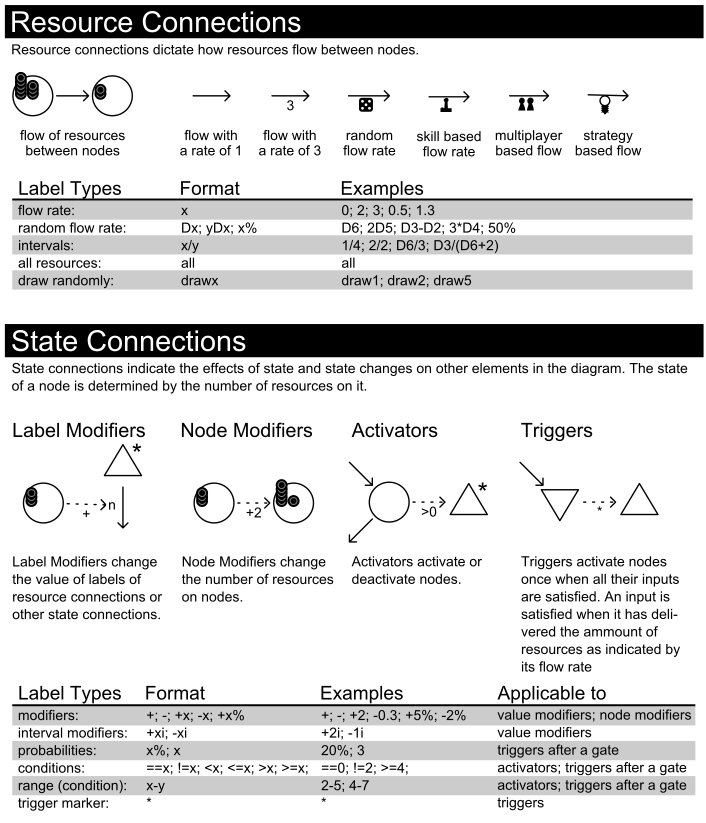 Resource Connections
Resource connections dictate how resources flow between nodes.
3
flow of resources between nodes
flow with a rate of 1
flow with a rate of 3
random flow rate
skill based flow rate
multiplayer based flow
strategy based flow
Label Types Format Examples
flow rate: x 0; 2; 3; 0.5; 1.3
random flow rate: Dx; yDx; x% D6; 2D5; D3-D2; 3*D4; 50%
intervals: x/y 1/4; 2/2; D6/3; D3/(D6+2)
all resources: all all
draw randomly: drawx draw1; draw2; draw5
State Connections
State connections indicate the effects of state and state changes on other elements in the diagram. The state
of a node is determined by the number of resources on it.
Label Modifiers Node Modifiers Activators Triggers
* *
n
+ +2 >0 *
Label Modifiers change
the value of labels of
resource connections or
other state connections.
Node Modifiers change
the number of resources
on nodes.
Activators activate or
deactivate nodes.
Triggers activate nodes
once when all their inputs
are satisfied. An input is
satisfied when it has deli-
vered the ammount of
resources as indicated by
its flow rate
Label Types Format Examples Applicable to
modifiers: +; -; +x; -x; +x% +; -; +2; -0.3; +5%; -2% value modifiers; node modifiers
interval modifiers: +xi; -xi +2i; -1i value modifiers
probabilities: x%; x 20%; 3 triggers after a gate
conditions: ==x; !=x; <x; <=x; >x; >=x; ==0; !=2; >=4; activators; triggers after a gate
range (condition): x-y 2-5; 4-7 activators; triggers after a gate
trigger marker: * * triggers